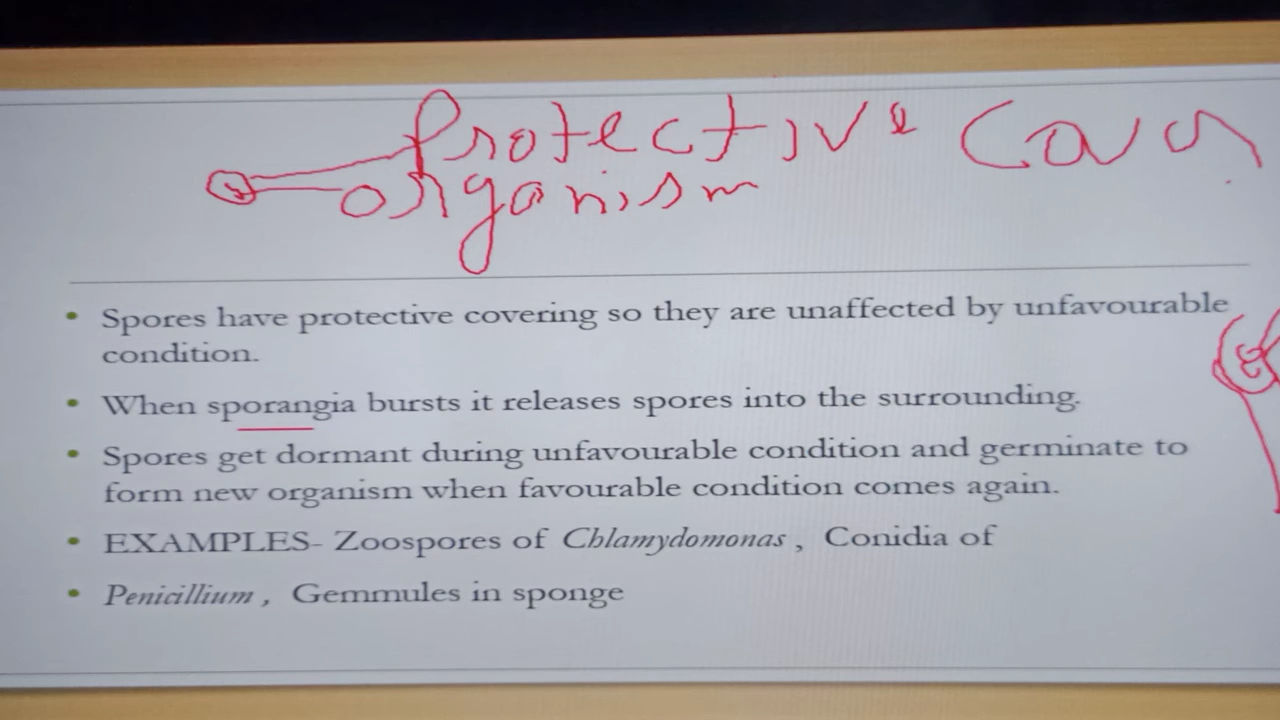 Protective Cover
organism
• Spores have protective covering so they are unaffected by unfavourable
condition.
• When sporangia bursts it releases spores into the surrounding.
• Spores get dormant during unfavourable condition and germinate to
form new organism when favourable condition comes again.
• EXAMPLES- Zoospores of Chlamydomonas , Conidia of
• Penicillium , Gemmules in sponge